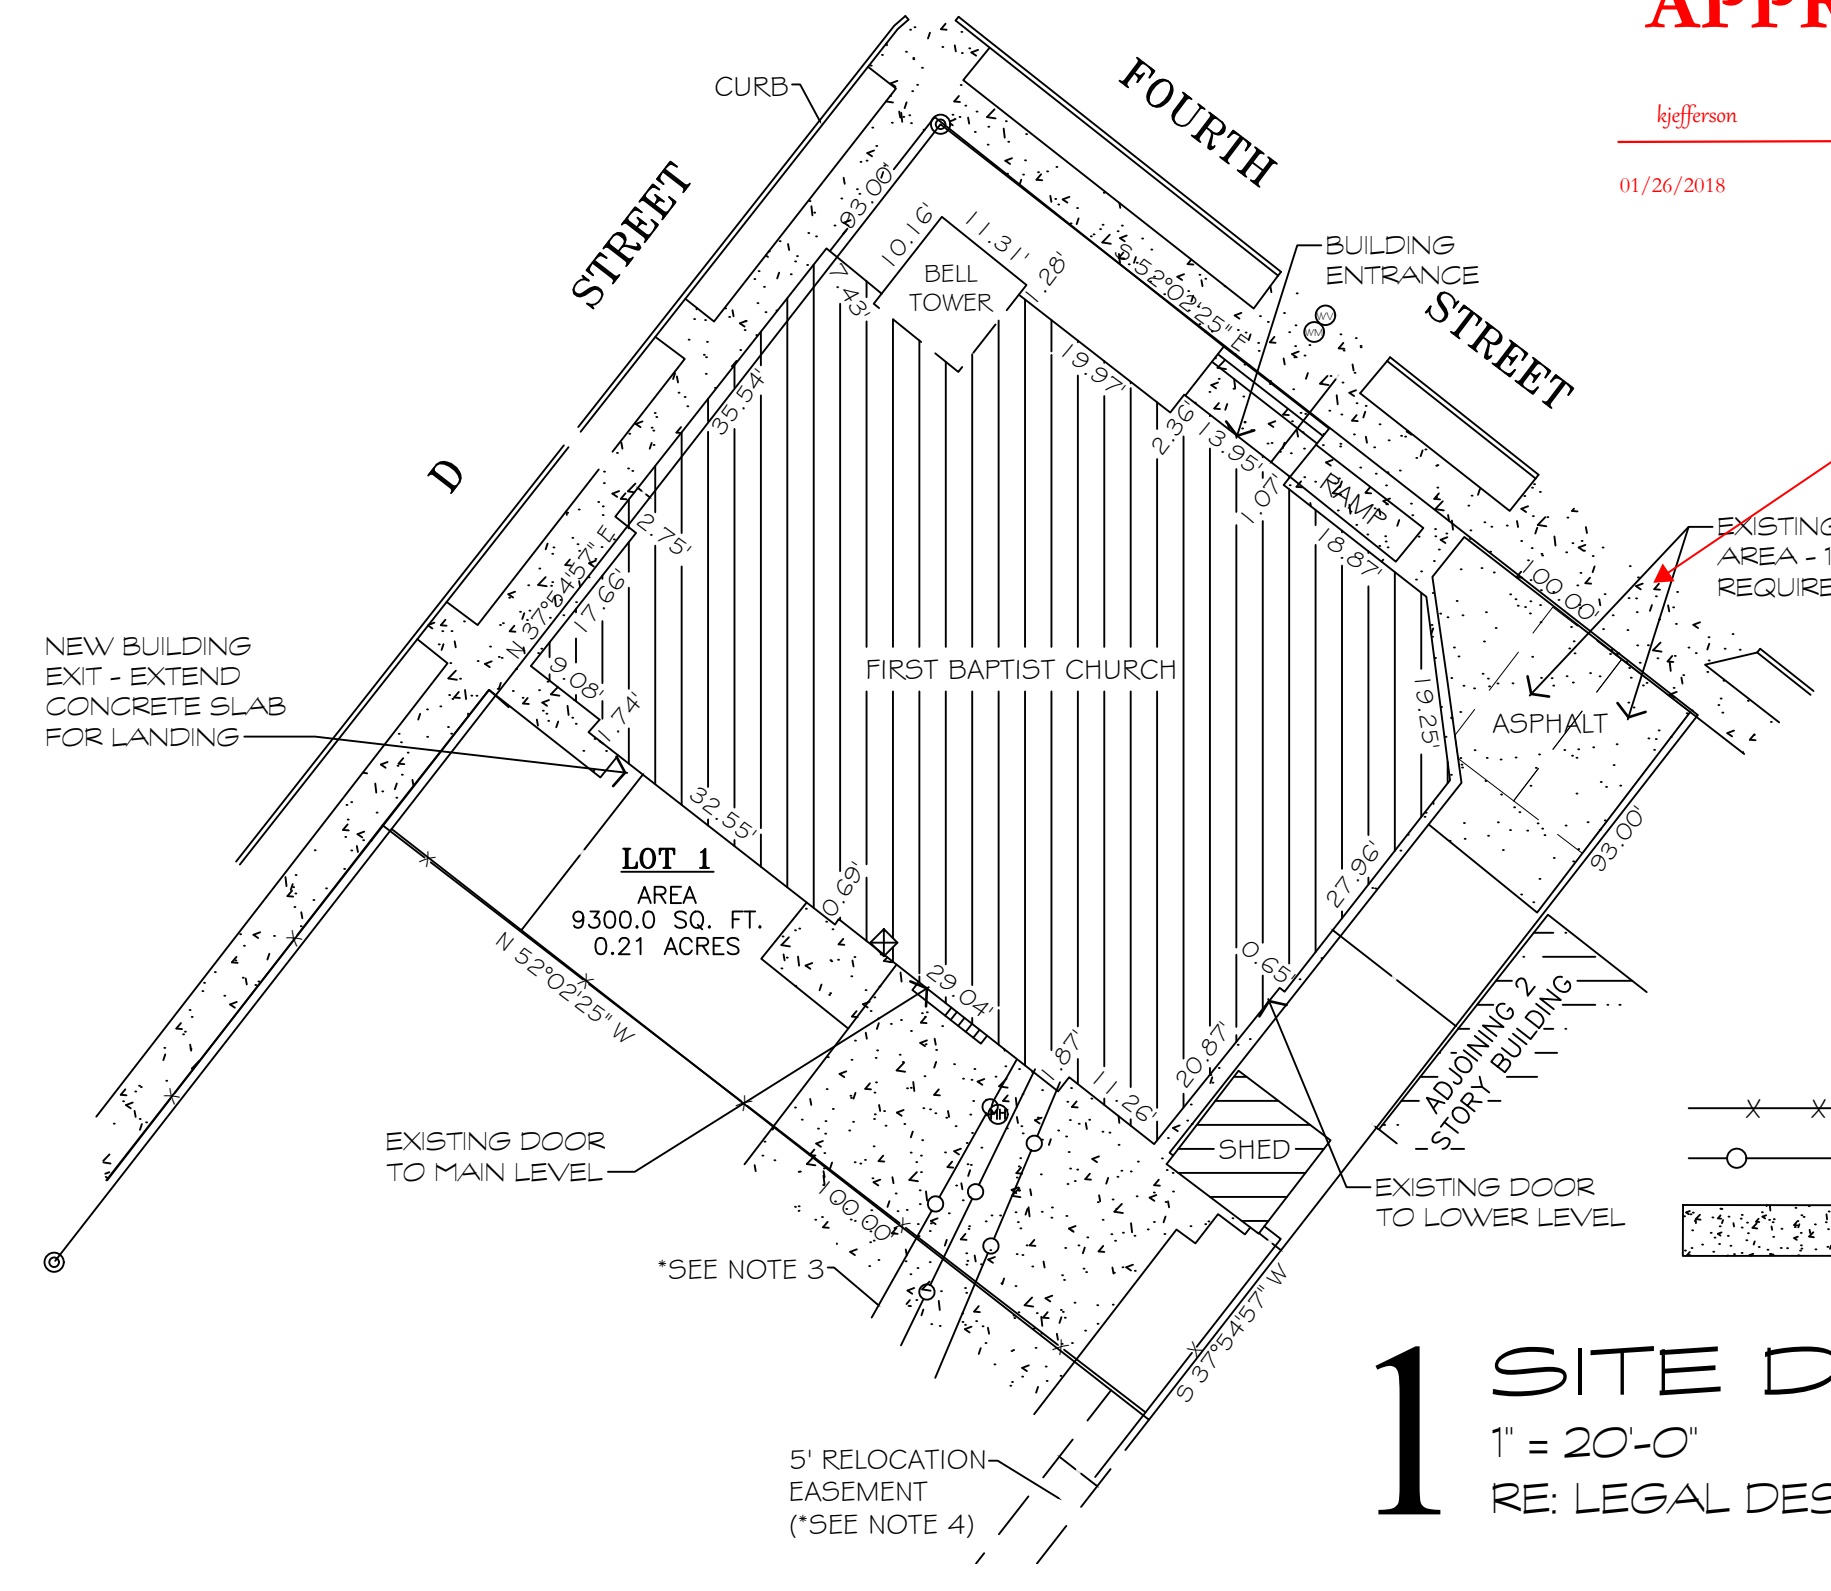 APPR
kjefferson
01/26/2018
CURB
FOURTH
STREET
STREET
D
BUILDING
ENTRANCE
WV
WM
93.00'
10.16'
11.31'
1.28'
7.43'
BELL
TOWER
S 52°02'25" E
19.97'
2.36'
13.95'
1.07'
RAMP
18.87'
35.54'
2.75'
N 37°54'57" E
17.66'
9.08'
1.74'
EXISTING
AREA - 1
REQUIRE
100.00'
NEW BUILDING
EXIT - EXTEND
CONCRETE SLAB
FOR LANDING
FIRST BAPTIST CHURCH
19.25'
ASPHALT
93.00'
32.55'
LOT 1
AREA
9300.0 SQ. FT.
0.21 ACRES
0.69'
27.96'
0.65'
N 52°02'25" W
29.04'
1.87'
11.26'
20.87'
MH
ADJOINING 2
STORY BUILDING
SHED
EXISTING DOOR
TO MAIN LEVEL
EXISTING DOOR
TO LOWER LEVEL
100.00'
*SEE NOTE 3
S 37°54'57" W
5' RELOCATION
EASEMENT
(*SEE NOTE 4)
1
SITE D
1" = 20'-0"
RE: LEGAL DES